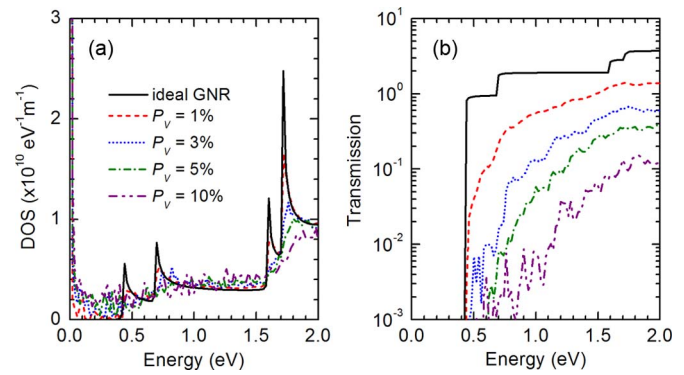 (a)
(b)
DOS (x10¹⁰ eV⁻¹m⁻¹)
3
2
1
0
ideal GNR
P_V = 1%
P_V = 3%
P_V = 5%
P_V = 10%
0.0 0.5 1.0 1.5 2.0
Energy (eV)
Transmission
10¹
10⁰
10⁻¹
10⁻²
10⁻³
0.0 0.5 1.0 1.5 2.0
Energy (eV)